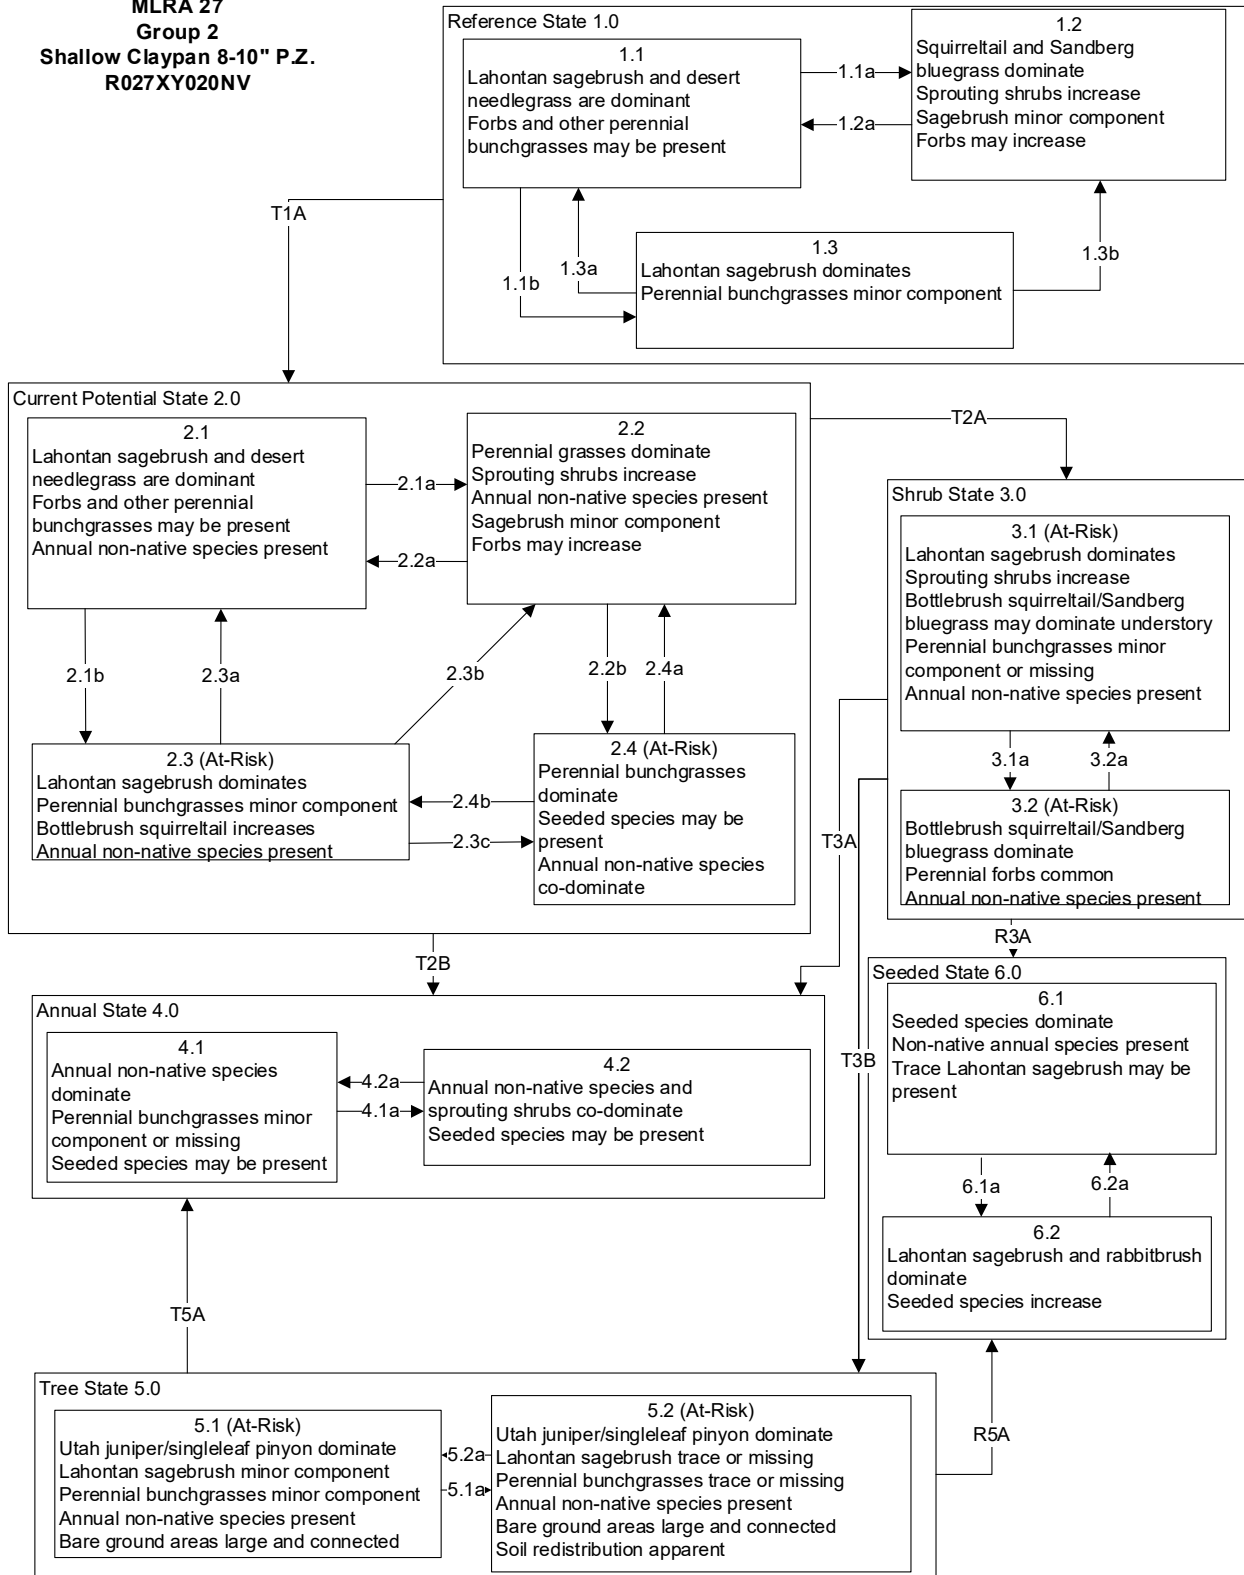 MLRA 27
Group 2
Shallow Claypan 8-10" P.Z.
R027XY020NV
Reference State 1.0
1.1
Lahontan sagebrush and desert
needlegrass are dominant
Forbs and other perennial
bunchgrasses may be present
1.1a
1.2a
1.2
Squirreltail and Sandberg
bluegrass dominate
Sprouting shrubs increase
Sagebrush minor component
Forbs may increase
T1A
1.1b
1.3a
1.3
Lahontan sagebrush dominates
Perennial bunchgrasses minor component
1.3b
Current Potential State 2.0
2.1
Lahontan sagebrush and desert
needlegrass are dominant
Forbs and other perennial
bunchgrasses may be present
Annual non-native species present
2.1a
2.2a
2.2
Perennial grasses dominate
Sprouting shrubs increase
Annual non-native species present
Sagebrush minor component
Forbs may increase
T2A
2.1b
2.3a
2.3b
2.2b
2.4a
2.3 (At-Risk)
Lahontan sagebrush dominates
Perennial bunchgrasses minor component
Bottlebrush squirreltail increases
Annual non-native species present
2.4b
2.3c
2.4 (At-Risk)
Perennial bunchgrasses
dominate
Seeded species may be
present
Annual non-native species
co-dominate
Shrub State 3.0
3.1 (At-Risk)
Lahontan sagebrush dominates
Sprouting shrubs increase
Bottlebrush squirreltail/Sandberg
bluegrass may dominate understory
Perennial bunchgrasses minor
component or missing
Annual non-native species present
3.1a
3.2a
3.2 (At-Risk)
Bottlebrush squirreltail/Sandberg
bluegrass dominate
Perennial forbs common
Annual non-native species present
T3A
T2B
R3A
Annual State 4.0
4.1
Annual non-native species
dominate
Perennial bunchgrasses minor
component or missing
Seeded species may be present
4.2a
4.1a
4.2
Annual non-native species and
sprouting shrubs co-dominate
Seeded species may be present
T3B
Seeded State 6.0
6.1
Seeded species dominate
Non-native annual species present
Trace Lahontan sagebrush may be
present
6.1a
6.2a
6.2
Lahontan sagebrush and rabbitbrush
dominate
Seeded species increase
T5A
R5A
Tree State 5.0
5.1 (At-Risk)
Utah juniper/singleleaf pinyon dominate
Lahontan sagebrush minor component
Perennial bunchgrasses minor component
Annual non-native species present
Bare ground areas large and connected
5.2a
5.1a
5.2 (At-Risk)
Utah juniper/singleleaf pinyon dominate
Lahontan sagebrush trace or missing
Perennial bunchgrasses trace or missing
Annual non-native species present
Bare ground areas large and connected
Soil redistribution apparent